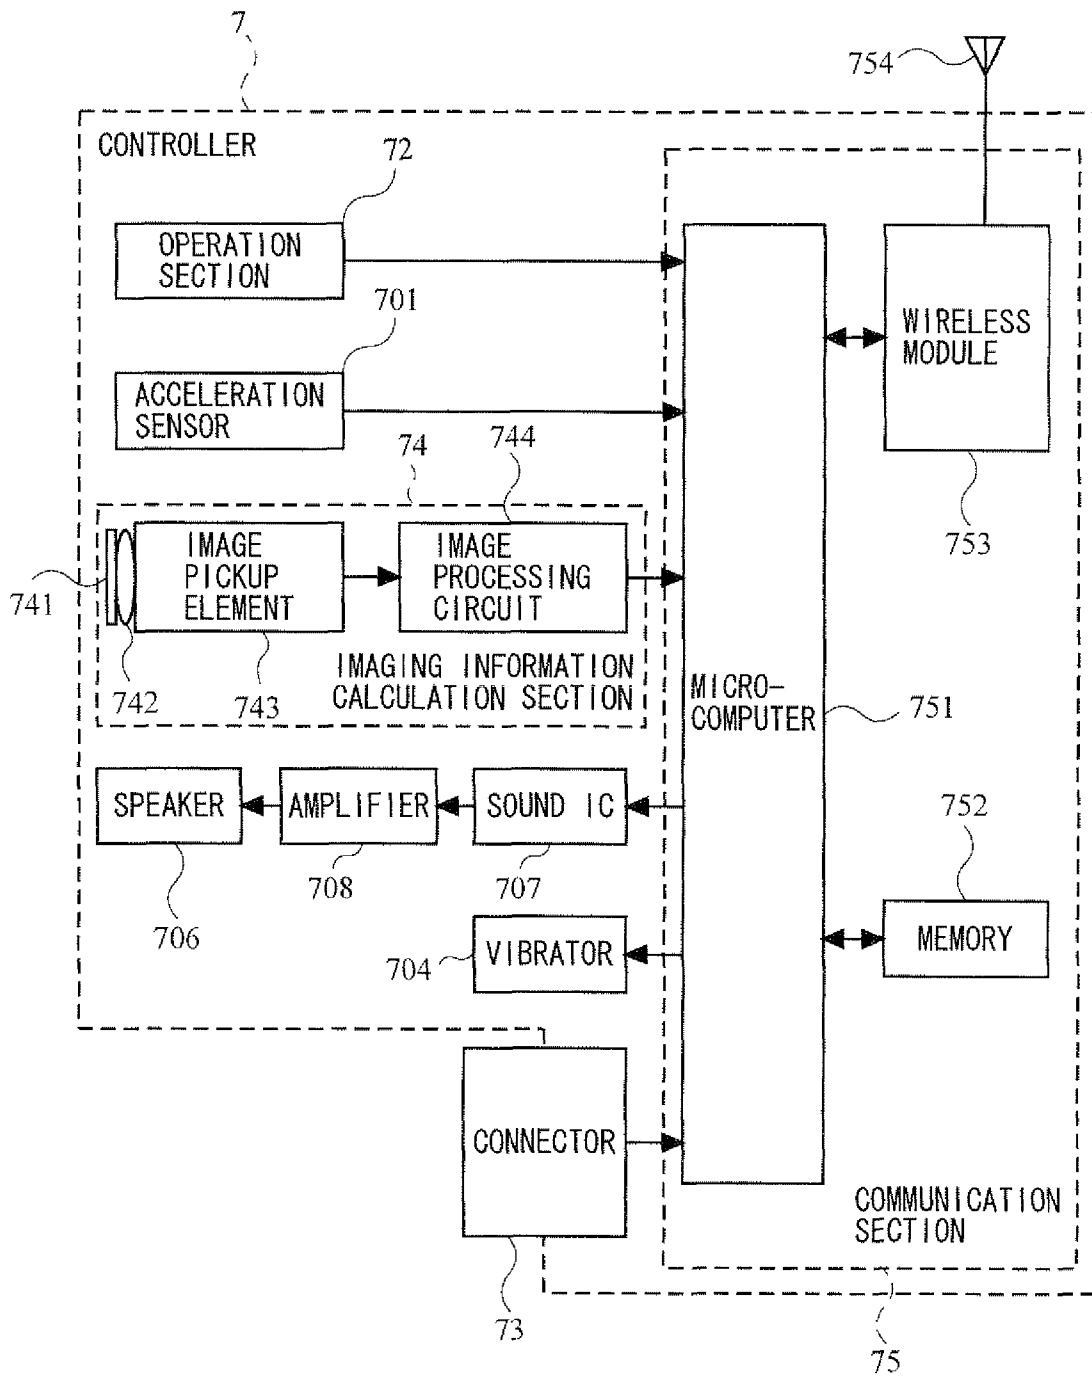 7
754
CONTROLLER
72
OPERATION
SECTION
701
WIRELESS
MODULE
ACCELERATION
SENSOR
74
744
753
IMAGE
PICKUP
ELEMENT
IMAGE
PROCESSING
CIRCUIT
741
742
743
IMAGING INFORMATION
CALCULATION SECTION
MICRO-
COMPUTER
751
SPEAKER
AMPLIFIER
SOUND IC
752
706
708
707
MEMORY
704
VIBRATOR
CONNECTOR
COMMUNICATION
SECTION
73
75